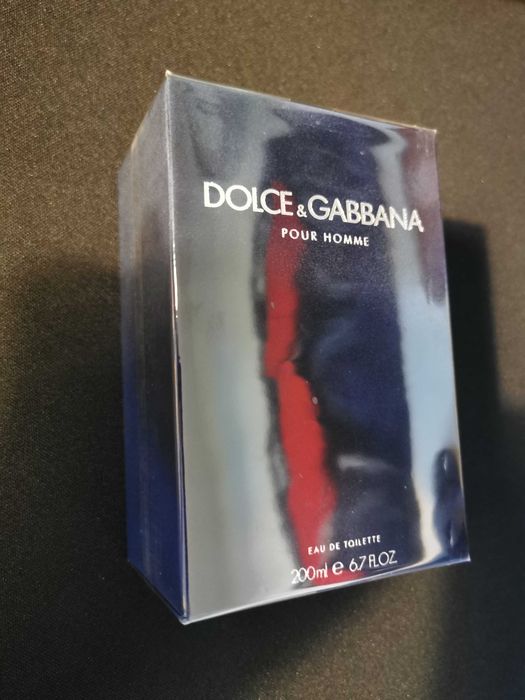 DOLCE & GABBANA
POUR HOMME
EAU DE TOILETTE
200ml e 6.7 FL.OZ